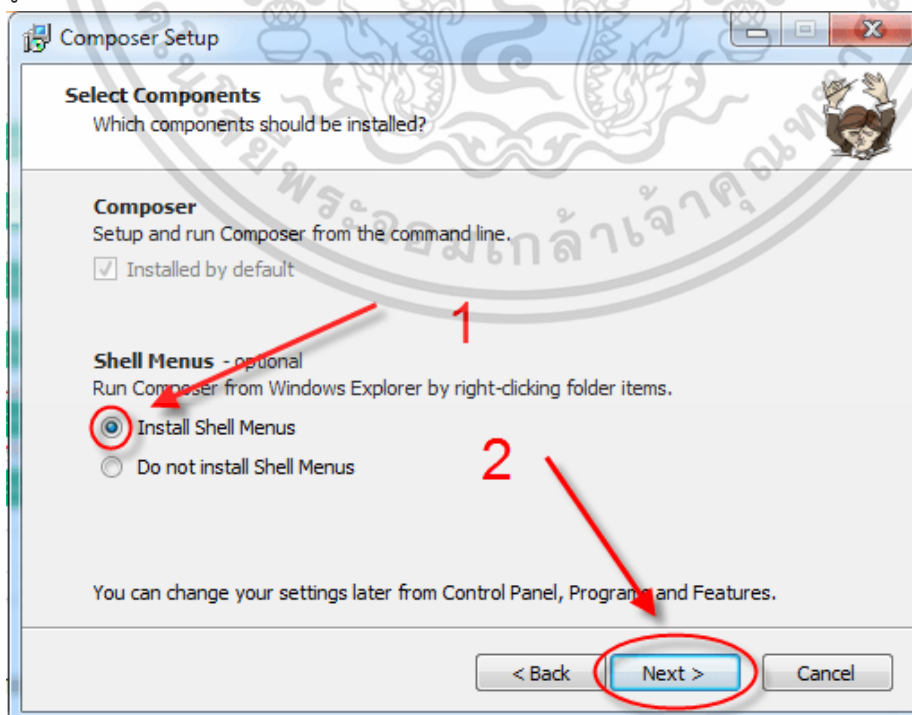 Composer Setup
Select Components
Which components should be installed?
Composer
Setup and run Composer from the command line.
Installed by default
1
Shell Menus - optional
Run Composer from Windows Explorer by right-clicking folder items.
Install Shell Menus
Do not install Shell Menus
2
You can change your settings later from Control Panel, Programs and Features.
< Back Next > Cancel